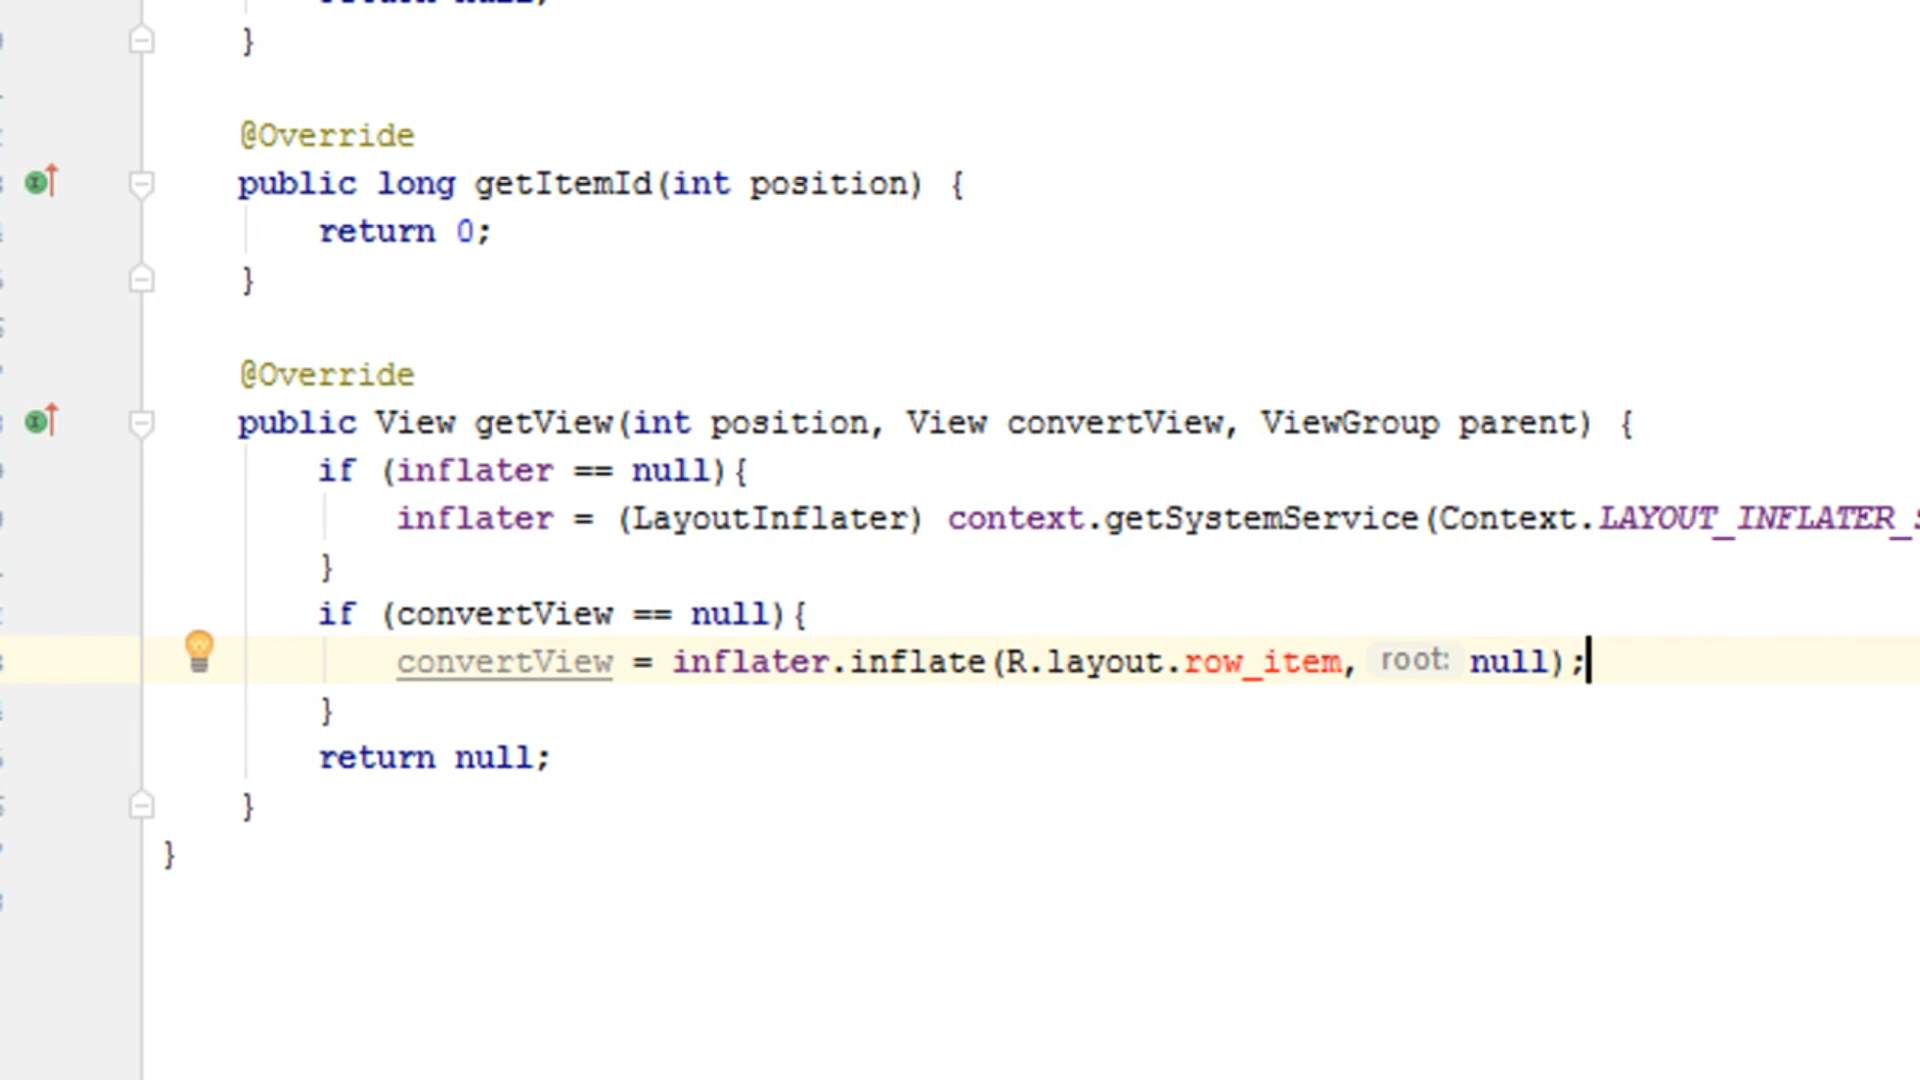 }
@Override
public long getItemId(int position) {
return 0;
}
@Override
public View getView(int position, View convertView, ViewGroup parent) {
if (inflater == null){
inflater = (LayoutInflater) context.getSystemService(Context.LAYOUT_INFLATER_
}
if (convertView == null){
convertView = inflater.inflate(R.layout.row_item, root: null);
}
return null;
}
}